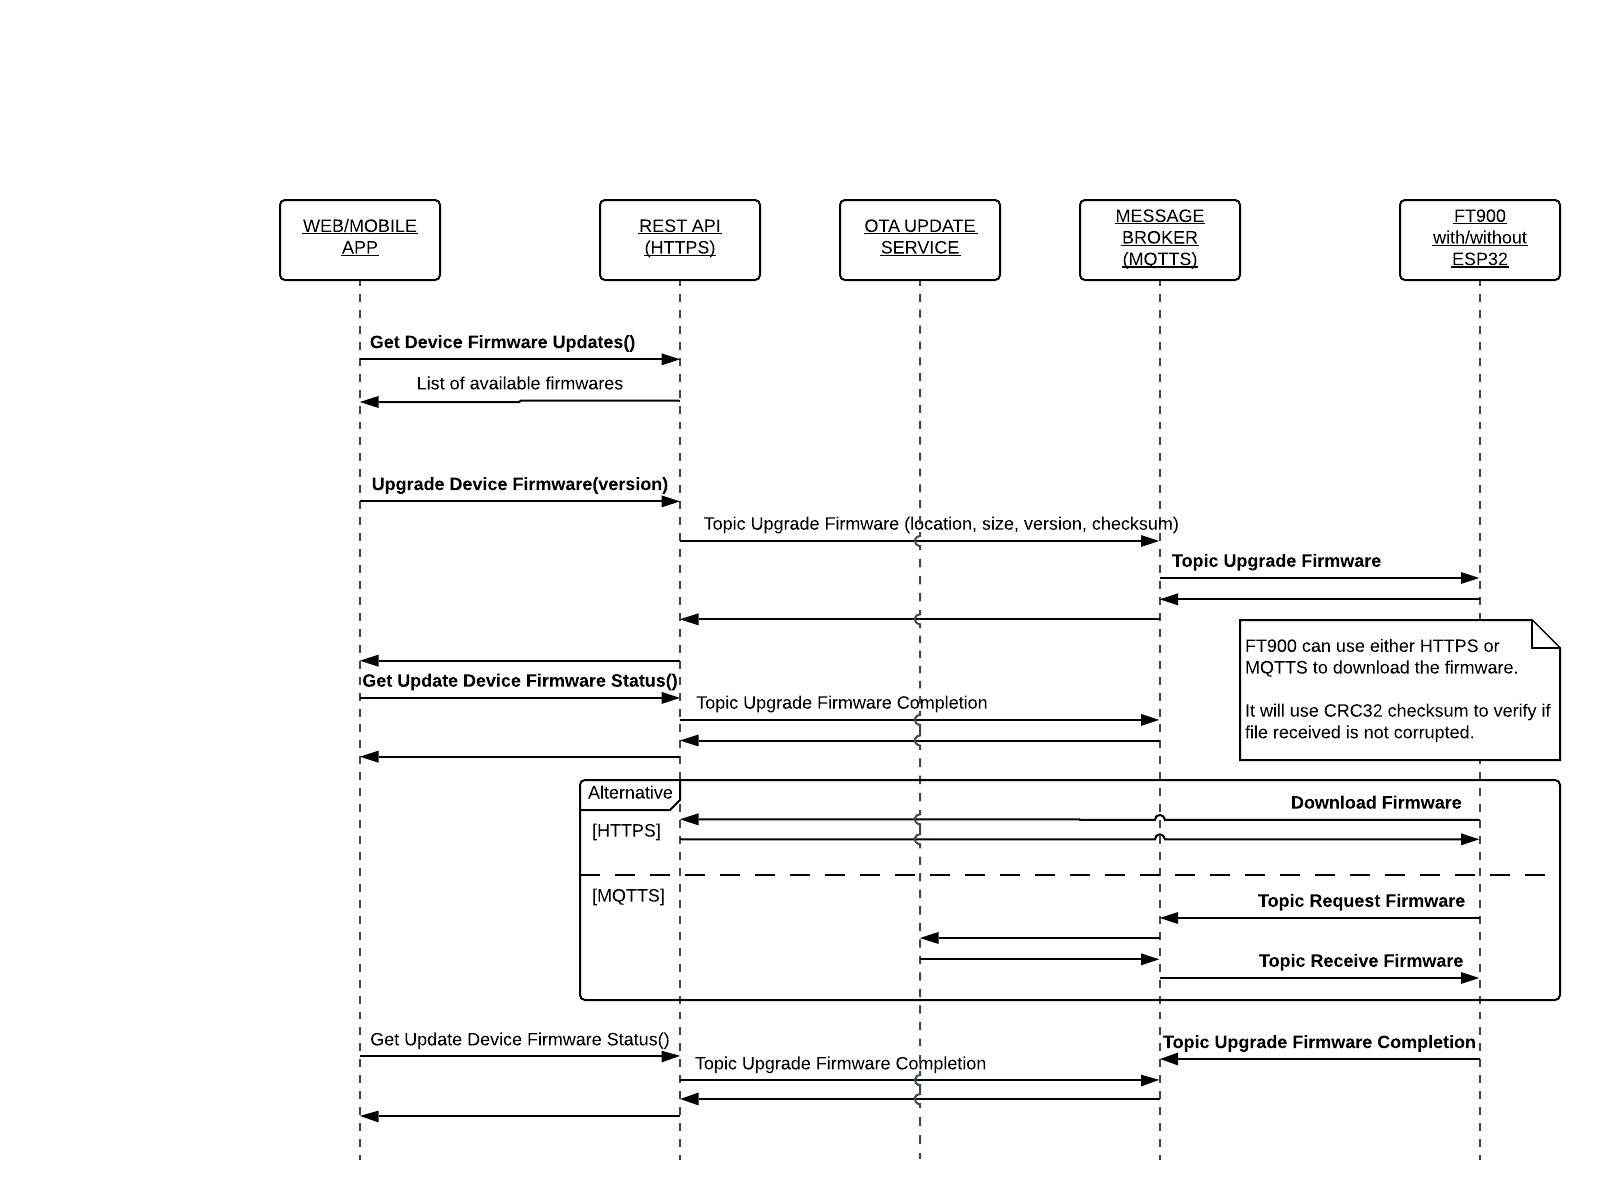 WEB/MOBILE
APP
REST API
(HTTPS)
OTA UPDATE
SERVICE
MESSAGE
BROKER
(MQTTS)
FT900
with/without
ESP32
Get Device Firmware Updates()
List of available firmwares
Upgrade Device Firmware(version)
Topic Upgrade Firmware (location, size, version, checksum)
Topic Upgrade Firmware
FT900 can use either HTTPS or
MQTTS to download the firmware.
It will use CRC32 checksum to verify if
file received is not corrupted.
Get Update Device Firmware Status()
Topic Upgrade Firmware Completion
Alternative
Download Firmware
[HTTPS]
[MQTTS]
Topic Request Firmware
Topic Receive Firmware
Get Update Device Firmware Status()
Topic Upgrade Firmware Completion
Topic Upgrade Firmware Completion